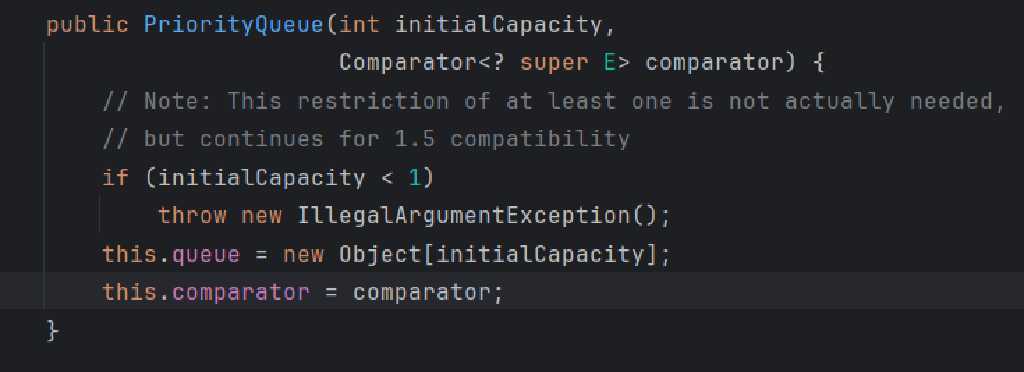 public PriorityQueue(int initialCapacity,
Comparator<? super E> comparator) {
// Note: This restriction of at least one is not actually needed,
// but continues for 1.5 compatibility
if (initialCapacity < 1)
throw new IllegalArgumentException();
this.queue = new Object[initialCapacity];
this.comparator = comparator;
}